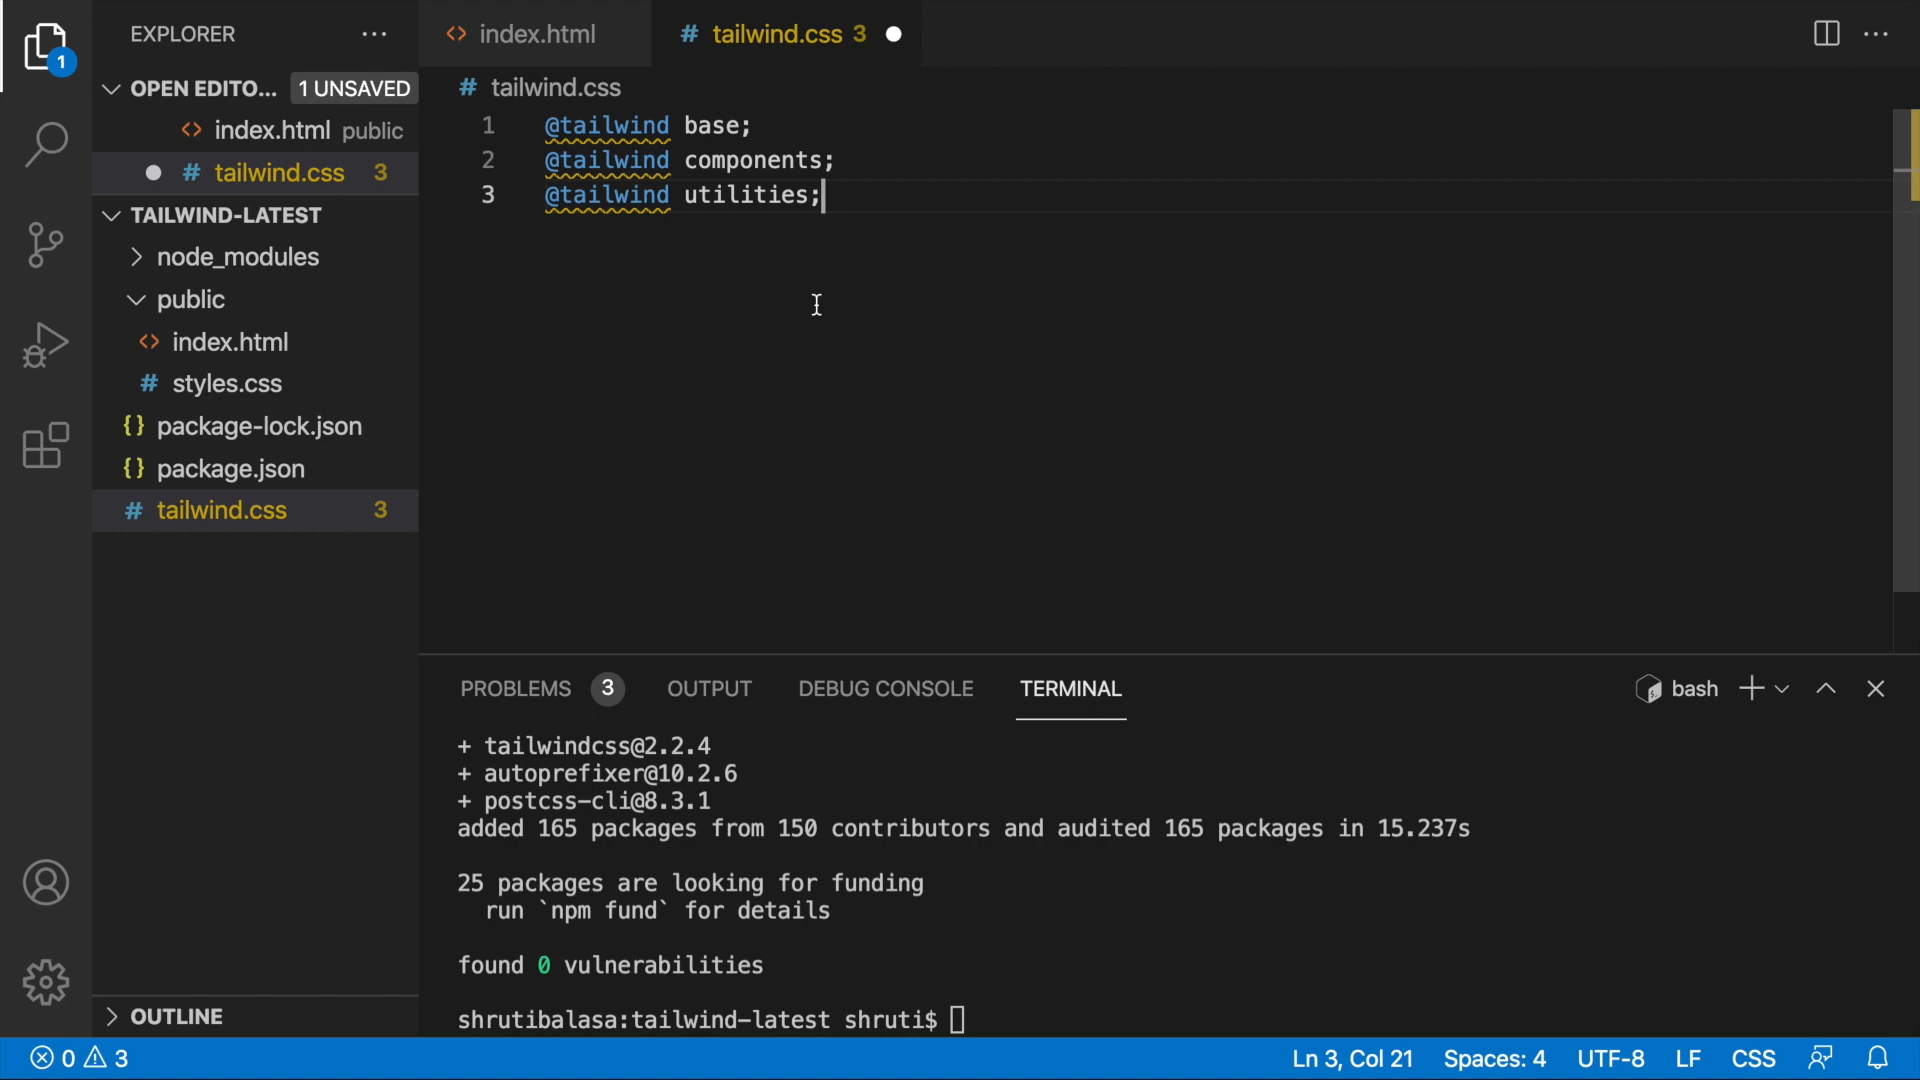 EXPLORER
index.html
tailwind.css 3
1
OPEN EDITO... 1 UNSAVED
index.html public
tailwind.css 3
TAILWIND-LATEST
node_modules
public
index.html
styles.css
package-lock.json
package.json
tailwind.css 3
OUTLINE
tailwind.css
1 @tailwind base;
2 @tailwind components;
3 @tailwind utilities;
PROBLEMS 3 OUTPUT DEBUG CONSOLE TERMINAL bash
+ tailwindcss@2.2.4
+ autoprefixer@10.2.6
+ postcss-cli@8.3.1
added 165 packages from 150 contributors and audited 165 packages in 15.237s
25 packages are looking for funding
run `npm fund` for details
found 0 vulnerabilities
shrutibalasa:tailwind-latest shruti$
0 3 Ln 3, Col 21 Spaces: 4 UTF-8 LF CSS